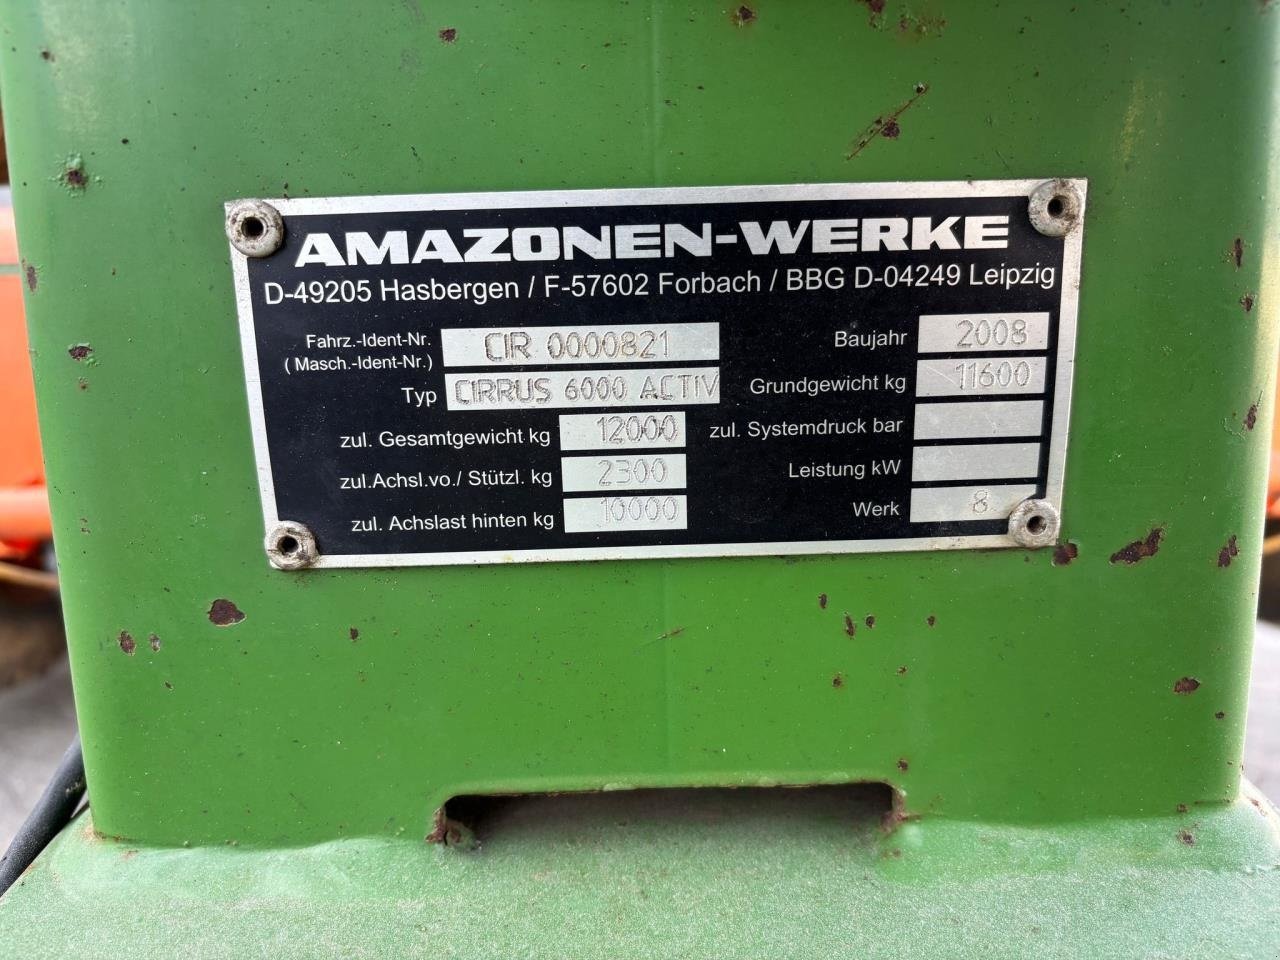 AMAZONEN-WERKE
D-49205 Hasbergen / F-57602 Forbach / BBG D-04249 Leipzig
Fahrz.-Ident-Nr.
( Masch.-Ident-Nr.) CIR 0000821
Typ CIRRUS 6000 ACTIV
zul. Gesamtgewicht kg 12000
zul.Achsl.vo./ Stützl. kg 2300
zul. Achslast hinten kg 10000
Baujahr 2008
Grundgewicht kg 11600
zul. Systemdruck bar
Leistung kW
Werk 8